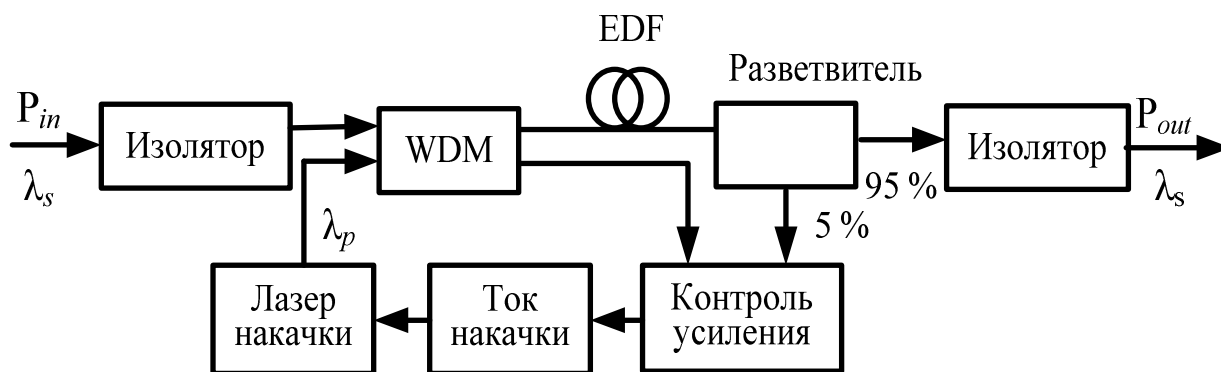 EDF
Разветвитель
P_in
Изолятор
WDM
Изолятор
P_out
λ_s
λ_p
95 %
5 %
λ_s
Лазер
накачки
Ток
накачки
Контроль
усиления